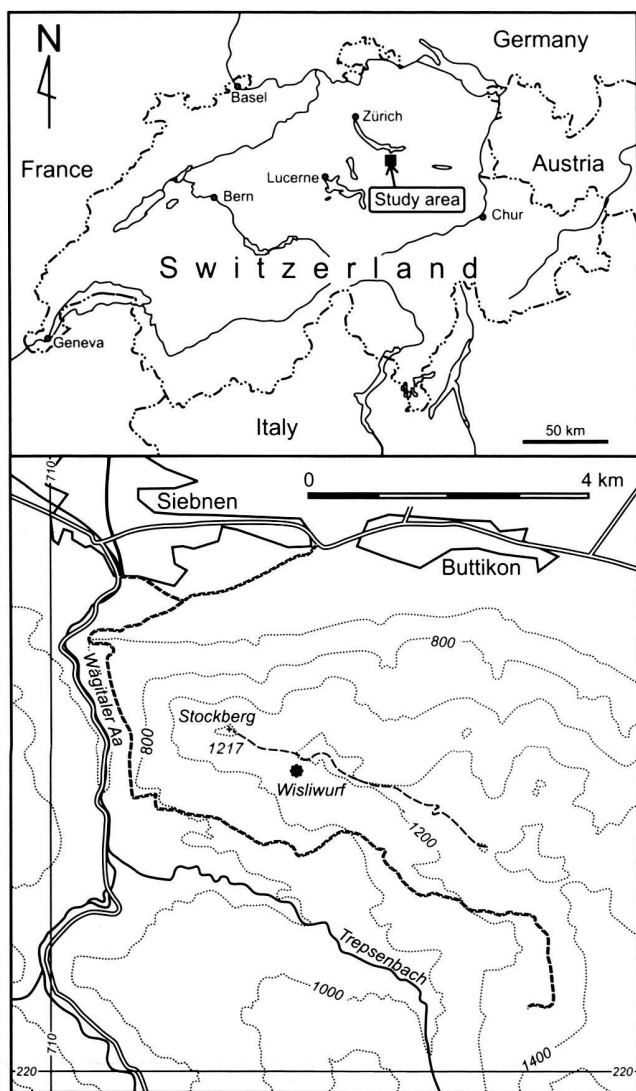 N
Germany
Basel
Zürich
France
Austria
Lucerne
Bern
Study area
Chur
Switzerland
Geneva
Italy
50 km
710
0
4 km
Siebnen
Buttikon
800
Wägitaler Aa
800
Stockberg
1217
Wisliwurf
1200
Trepsenbach
1000
1400
220
710
220